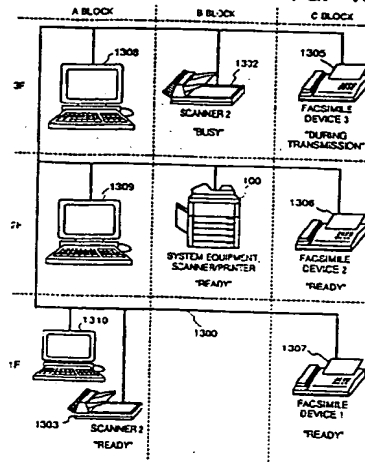 A BLOCK
B BLOCK
C BLOCK
3F
1308
1302
SCANNER 2
"BUSY"
1305
FACSIMILE
DEVICE 3
"DURING
TRANSMISSION"
2F
1309
100
SYSTEM EQUIPMENT,
SCANNER/PRINTER
"READY"
1306
FACSIMILE
DEVICE 2
"READY"
1F
1310
1300
1303
SCANNER 2
"READY"
1307
FACSIMILE
DEVICE 1
"READY"